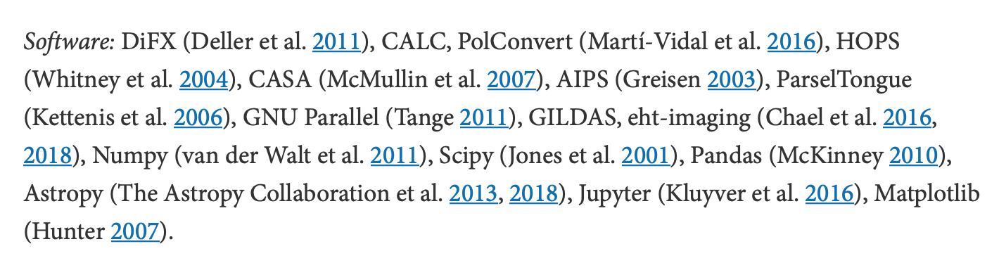 Software: DiFX (Deller et al. 2011), CALC, PolConvert (Martí-Vidal et al. 2016), HOPS
(Whitney et al. 2004), CASA (McMullin et al. 2007), AIPS (Greisen 2003), ParselTongue
(Kettenis et al. 2006), GNU Parallel (Tange 2011), GILDAS, eht-imaging (Chael et al. 2016,
2018), Numpy (van der Walt et al. 2011), Scipy (Jones et al. 2001), Pandas (McKinney 2010),
Astropy (The Astropy Collaboration et al. 2013, 2018), Jupyter (Kluyver et al. 2016), Matplotlib
(Hunter 2007).